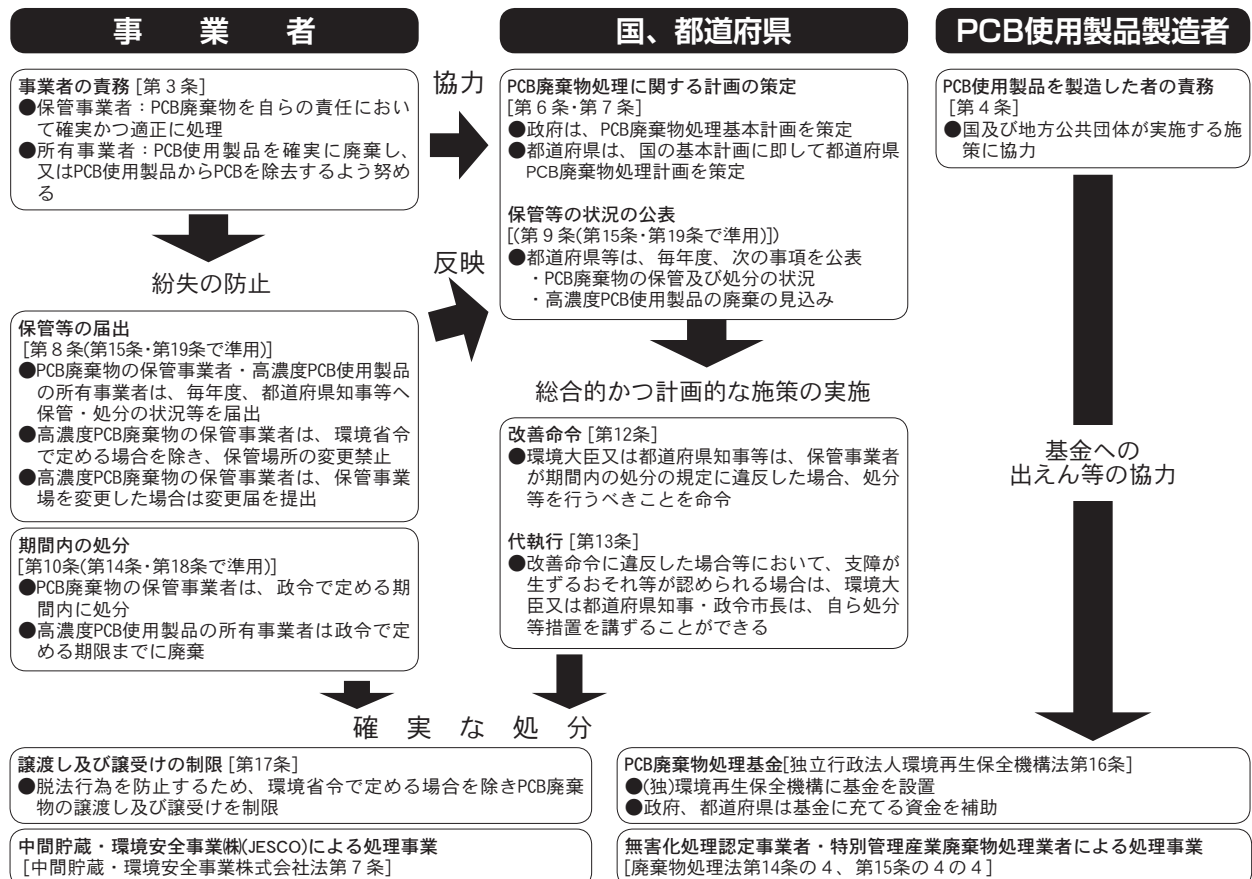 事業者
事業者の責務［第３条］
●保管事業者：PCB廃棄物を自らの責任におい
て確実かつ適正に処理
●所有事業者：PCB使用製品を確実に廃棄し、
又はPCB使用製品からPCBを除去するよう努め
る
紛失の防止
保管等の届出
［第８条(第15条・第19条で準用)］
●PCB廃棄物の保管事業者・高濃度PCB使用製品
の所有事業者は、毎年度、都道府県知事等へ
保管・処分の状況等を届出
●高濃度PCB廃棄物の保管事業者は、環境省令
で定める場合を除き、保管場所の変更禁止
●高濃度PCB廃棄物の保管事業者は、保管事業
場を変更した場合は変更届を提出
期間内の処分
［第10条(第14条・第18条で準用)］
●PCB廃棄物の保管事業者は、政令で定める期
間内に処分
●高濃度PCB使用製品の所有事業者は政令で定
める期限までに廃棄
協力
反映
国、都道府県
PCB廃棄物処理に関する計画の策定
［第６条・第７条］
●政府は、PCB廃棄物処理基本計画を策定
●都道府県は、国の基本計画に即して都道府県
PCB廃棄物処理計画を策定
保管等の状況の公表
［(第９条(第15条・第19条で準用)］)
●都道府県等は、毎年度、次の事項を公表
・PCB廃棄物の保管及び処分の状況
・高濃度PCB使用製品の廃棄の見込み
総合的かつ計画的な施策の実施
改善命令［第12条］
●環境大臣又は都道府県知事等は、保管事業者
が期間内の処分の規定に違反した場合、処分
等を行うべきことを命令
代執行［第13条］
●改善命令に違反した場合等において、支障が
生ずるおそれ等が認められる場合は、環境大
臣又は都道府県知事・政令市長は、自ら処分
等措置を講ずることができる
PCB使用製品製造者
PCB使用製品を製造した者の責務
［第４条］
●国及び地方公共団体が実施する施
策に協力
基金への
出えん等の協力
確実な処分
譲渡し及び譲受けの制限［第17条］
●脱法行為を防止するため、環境省令で定める場合を除きPCB廃棄
物の譲渡し及び譲受けを制限
中間貯蔵・環境安全事業㈱(JESCO)による処理事業
［中間貯蔵・環境安全事業株式会社法第７条］
PCB廃棄物処理基金［独立行政法人環境再生保全機構法第16条］
●(独)環境再生保全機構に基金を設置
●政府、都道府県は基金に充てる資金を補助
無害化処理認定事業者・特別管理産業廃棄物処理業者による処理事業
［廃棄物処理法第14条の４、第15条の４の４］